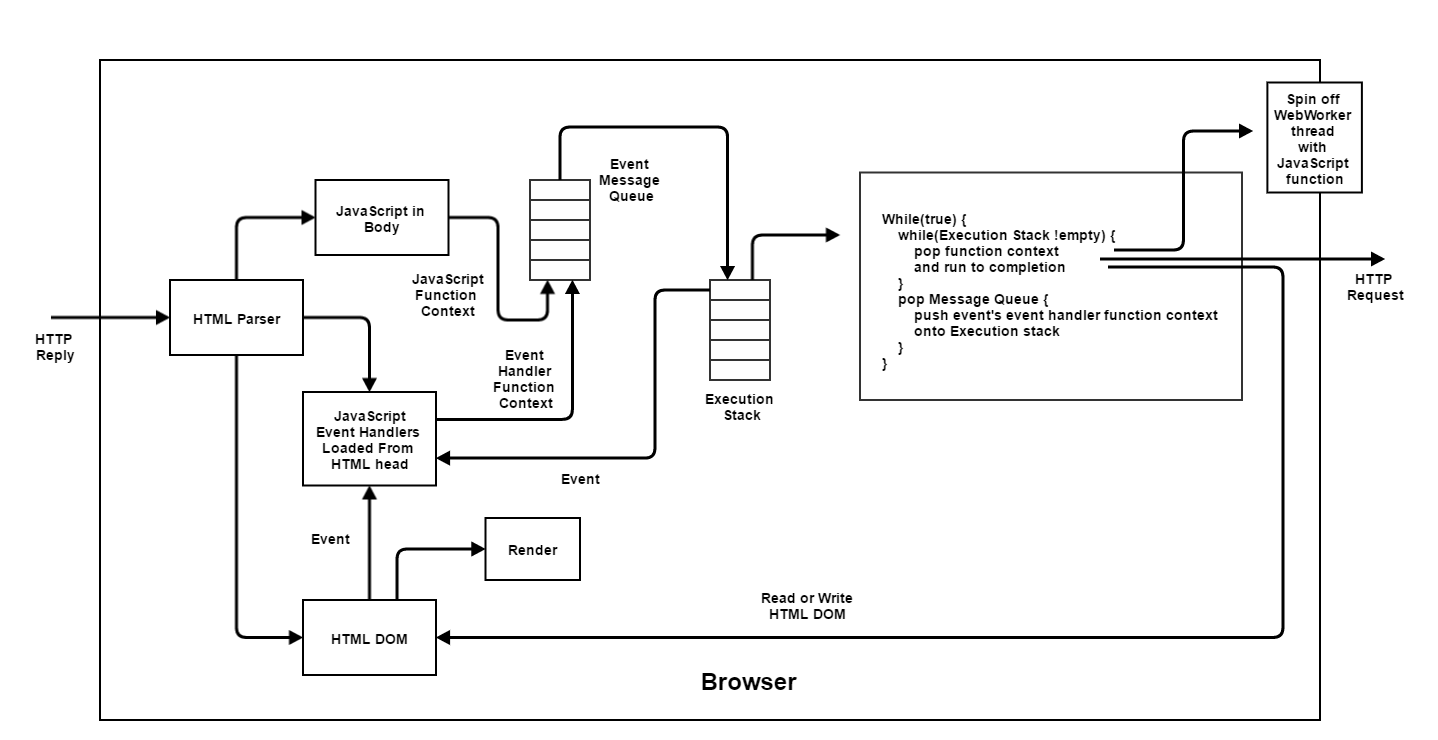 Spin off
WebWorker
thread
with
JavaScript
function
Event
Message
Queue
JavaScript in
Body
While(true) {
while(Execution Stack !empty) {
pop function context
and run to completion
}
pop Message Queue {
push event's event handler function context
onto Execution stack
}
}
HTTP
Request
JavaScript
Function
Context
HTML Parser
HTTP
Reply
Event
Handler
Function
Context
Execution
Stack
JavaScript
Event Handlers
Loaded From
HTML head
Event
Event
Render
Read or Write
HTML DOM
HTML DOM
Browser